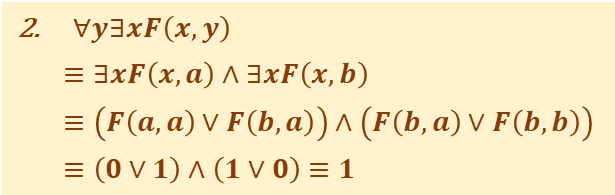 2. ∀y∃xF(x, y)
≡ ∃xF(x, a) ∧ ∃xF(x, b)
≡ (F(a, a) ∨ F(b, a)) ∧ (F(b, a) ∨ F(b, b))
≡ (0 ∨ 1) ∧ (1 ∨ 0) ≡ 1